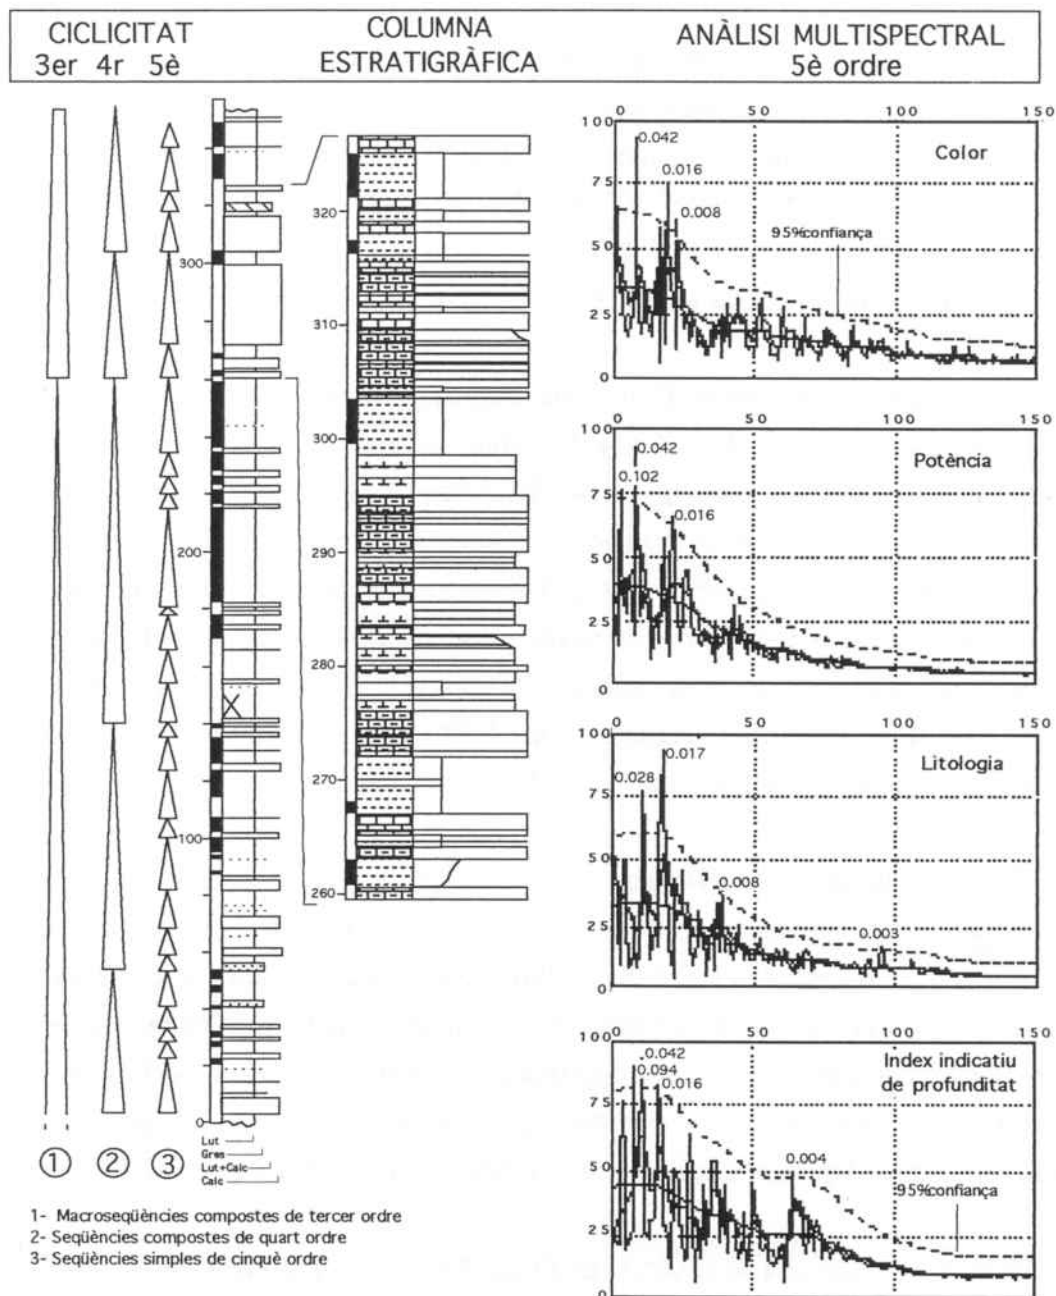 CICLICITAT
3er 4r 5è
COLUMNA
ESTRATIGRÀFICA
ANÀLISI MULTISPECTRAL
5è ordre
300
200
100
0
Lut
Gres
Lut+Calc
Calc
1 2 3
320
310
300
290
280
270
260
0 50 100 150
100
75
50
25
0
0.042
0.016
0.008
Color
95%confiança
0 50 100 150
100
75
50
25
0
0.042
0.102
0.016
Potència
0 50 100 150
100
75
50
25
0
0.017
0.028
0.008
0.003
Litologia
0 50 100 150
100
75
50
25
0
0.042
0.094
0.016
0.004
Index indicatiu
de profunditat
95%confiança
1- Macroseqüències compostes de tercer ordre
2- Seqüències compostes de quart ordre
3- Seqüències simples de cinquè ordre